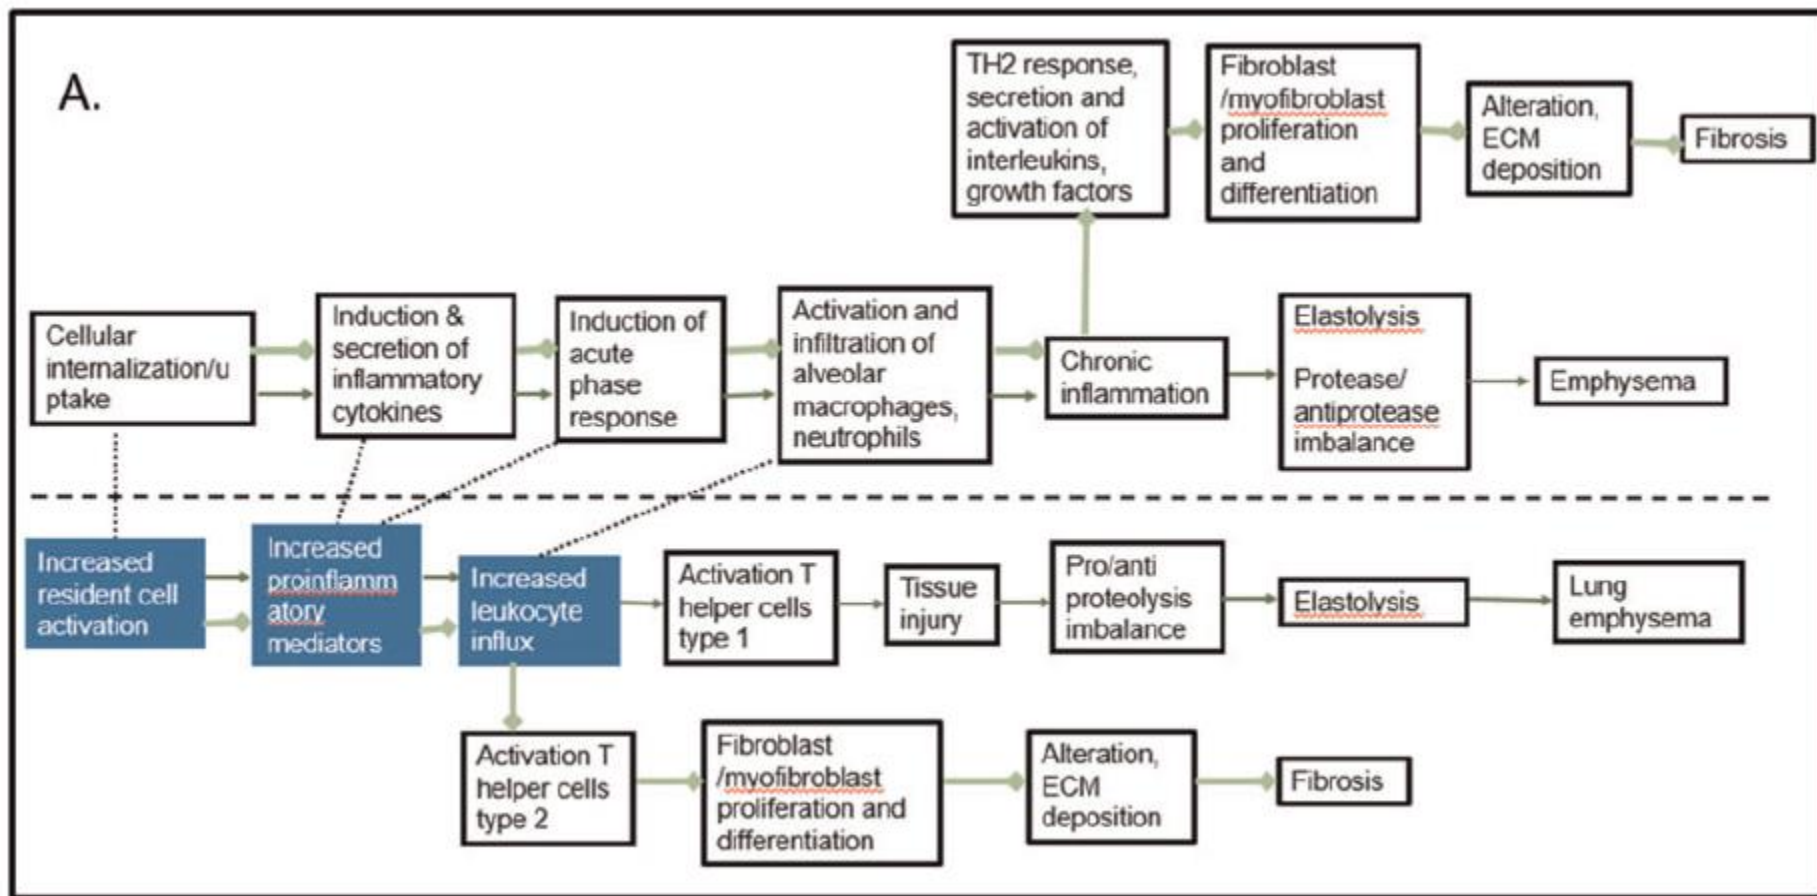 A.
TH2 response,
secretion and
activation of
interleukins,
growth factors
Fibroblast
/myofibroblast
proliferation
and
differentiation
Alteration,
ECM
deposition
Fibrosis
Cellular
internalization/u
ptake
Induction &
secretion of
inflammatory
cytokines
Induction of
acute
phase
response
Activation and
infiltration of
alveolar
macrophages,
neutrophils
Chronic
inflammation
Elastolysis
Protease/
antiprotease
imbalance
Emphysema
Increased
resident cell
activation
Increased
proinflamm
atory
mediators
Increased
leukocyte
influx
Activation T
helper cells
type 1
Tissue
injury
Pro/anti
proteolysis
imbalance
Elastolysis
Lung
emphysema
Activation T
helper cells
type 2
Fibroblast
/myofibroblast
proliferation and
differentiation
Alteration,
ECM
deposition
Fibrosis